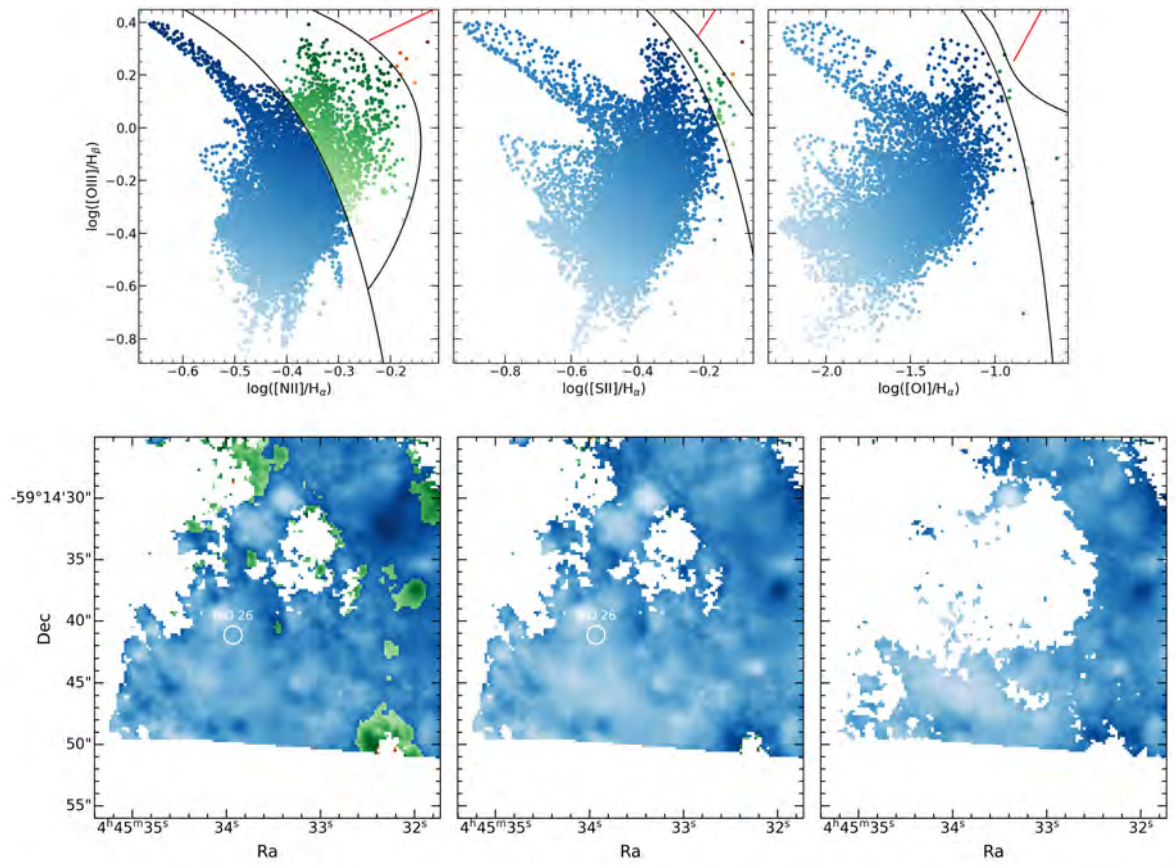 0.4
0.2
0.0
−0.2
−0.4
−0.6
−0.8
log([OIII]/Hβ)
−0.6 −0.5 −0.4 −0.3 −0.2
−0.8 −0.6 −0.4 −0.2
−2.0 −1.5 −1.0
log([NII]/Hα)
log([SII]/Hα)
log([OI]/Hα)
-59°14'30"
35"
40"
45"
50"
55"
Dec
26
26
4h45m35s 34s 33s 32s
4h45m35s 34s 33s 32s
4h45m35s 34s 33s 32s
Ra
Ra
Ra